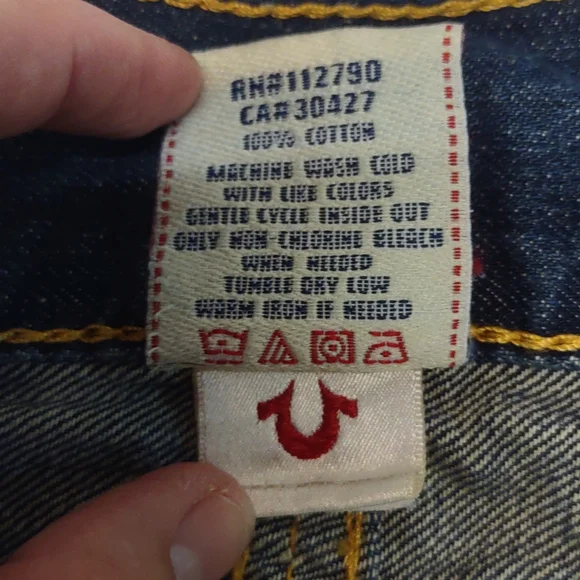 RN#112790
CA#30427
100% COTTON
MACHINE WASH COLD
WITH LIKE COLORS
GENTLE CYCLE INSIDE OUT
ONLY NON-CHLORINE BLEACH
WHEN NEEDED
TUMBLE DRY LOW
WARM IRON IF NEEDED